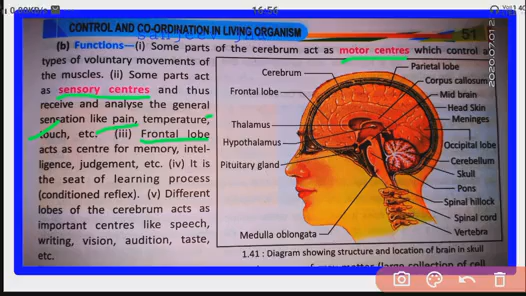 16:56
CONTROL AND CO-ORDINATION IN LIVING ORGANISM
51
(b) Functions—(i) Some parts of the cerebrum act as motor centres which control
types of voluntary movements of
the muscles. (ii) Some parts act
as sensory centres and thus
receive and analyse the general
sensation like pain, temperature,
touch, etc. (iii) Frontal lobe
acts as centre for memory, intel-
ligence, judgement, etc. (iv) It is
the seat of learning process
(conditioned reflex). (v) Different
lobes of the cerebrum acts as
important centres like speech,
writing, vision, audition, taste,
etc.
Cerebrum
Frontal lobe
Thalamus
Hypothalamus
Pituitary gland
Medulla oblongata
Parietal lobe
Corpus callosum
Mid brain
Head Skin
Meninges
Occipital lobe
Cerebellum
Skull
Pons
Spinal hillock
Spinal cord
Vertebra
1.41 : Diagram showing structure and location of brain in skull
2020.07.01